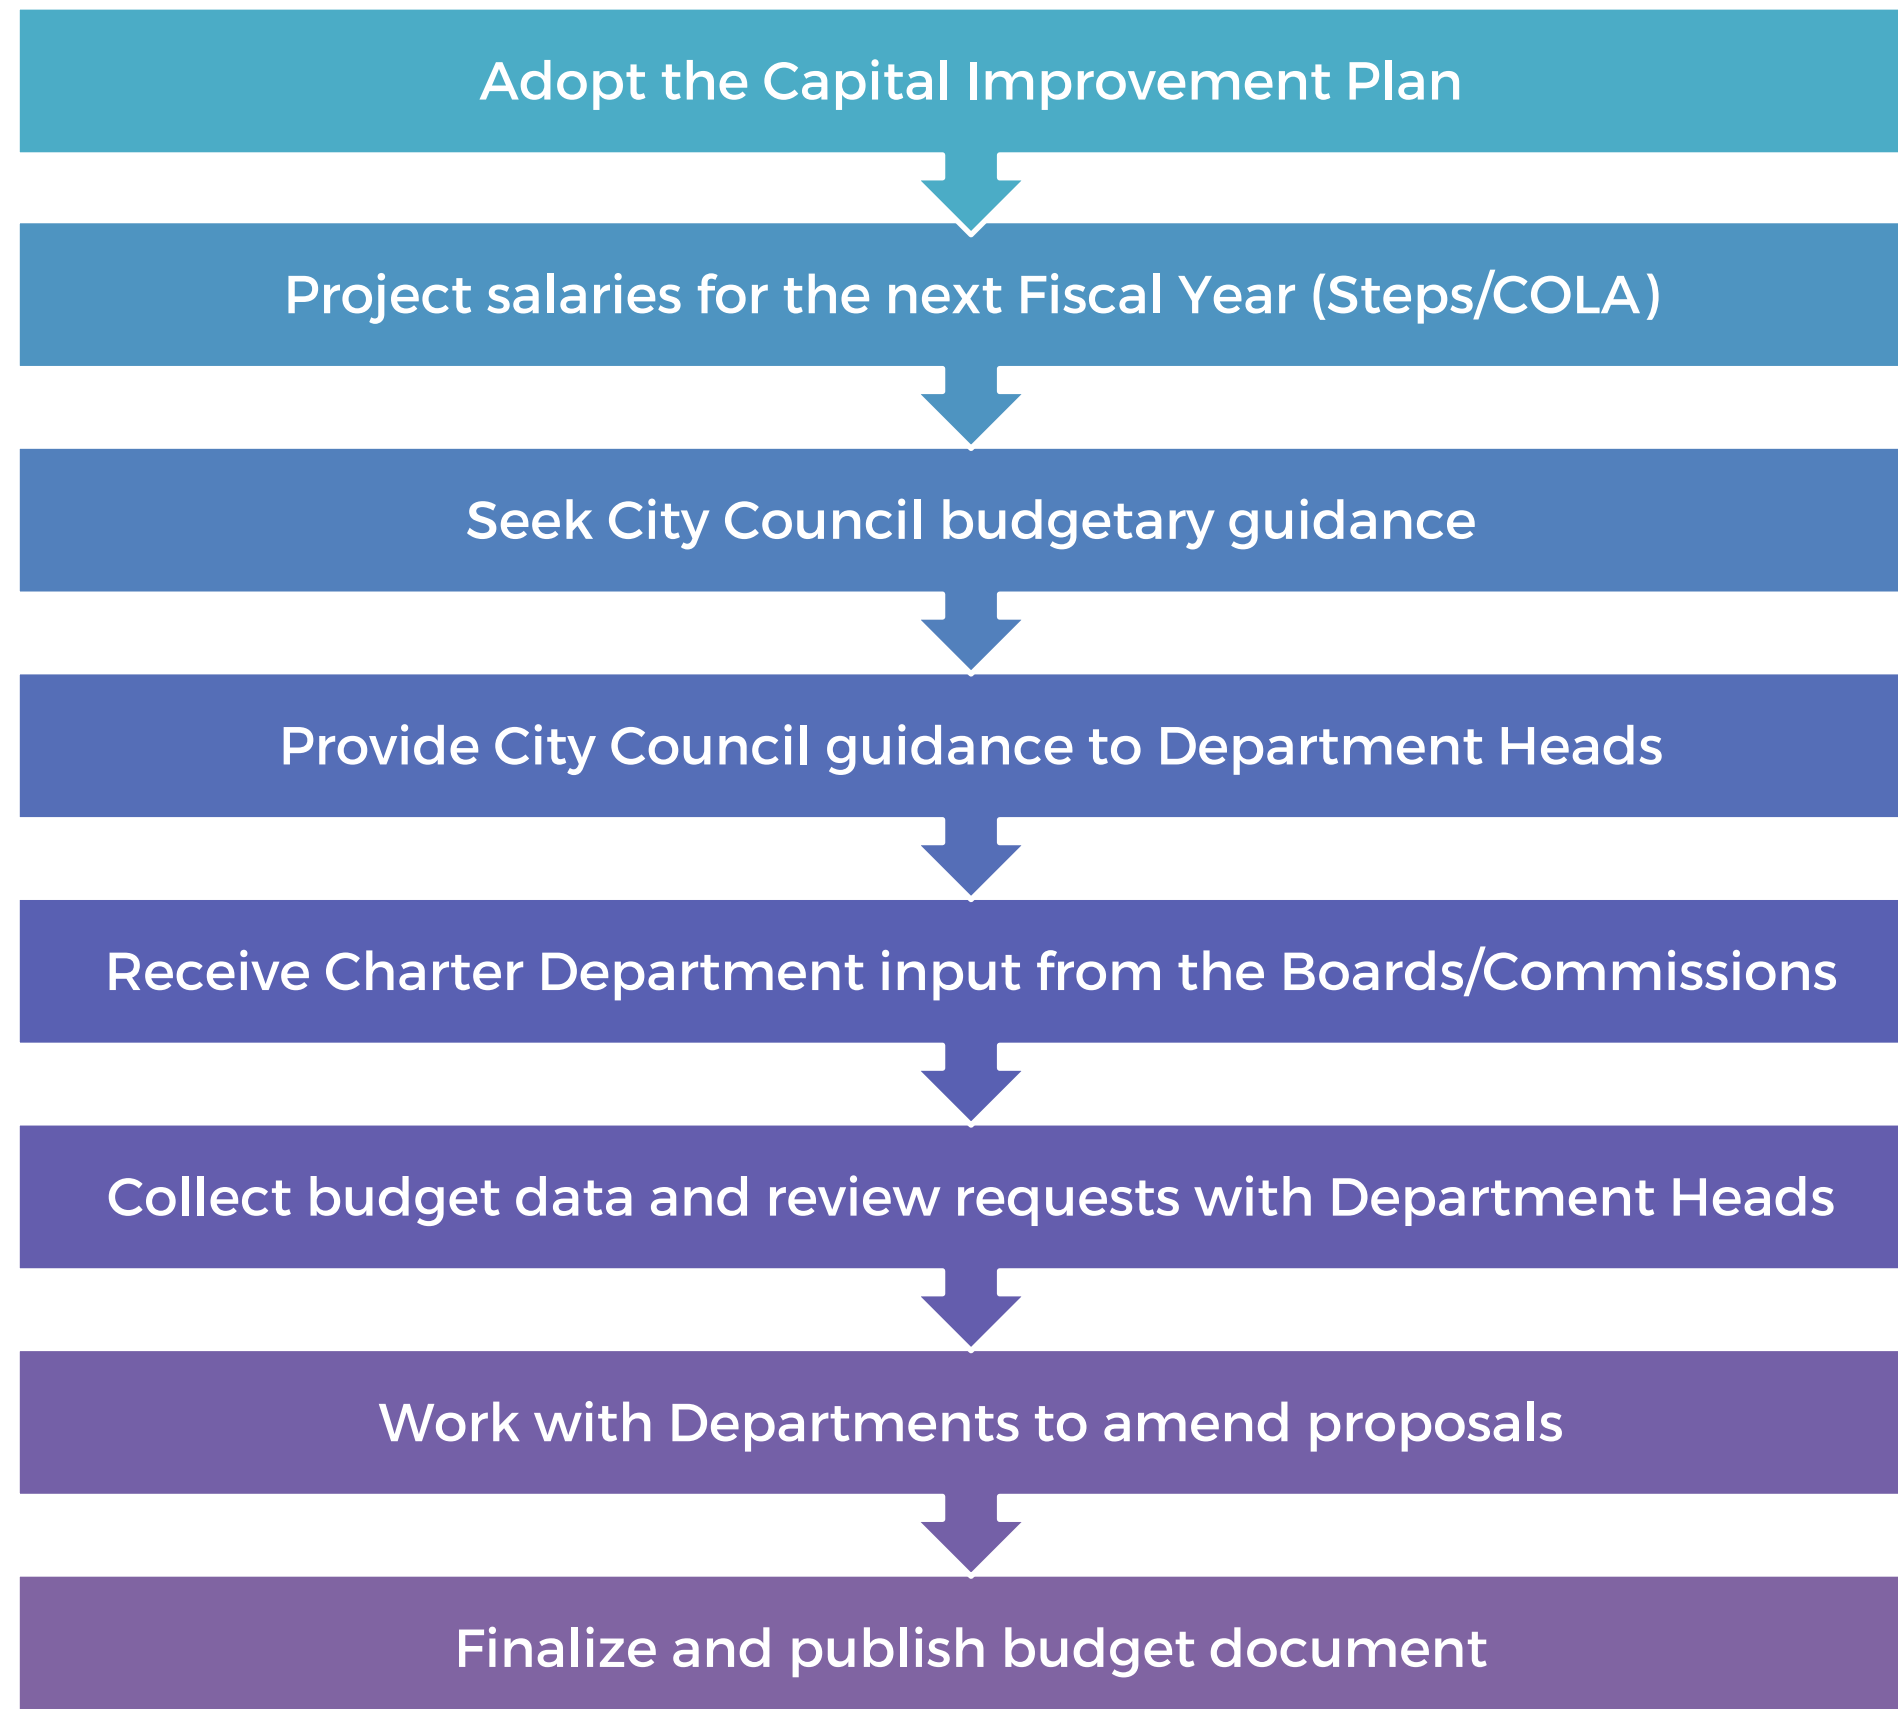 Adopt the Capital Improvement Plan
Project salaries for the next Fiscal Year (Steps/COLA)
Seek City Council budgetary guidance
Provide City Council guidance to Department Heads
Receive Charter Department input from the Boards/Commissions
Collect budget data and review requests with Department Heads
Work with Departments to amend proposals
Finalize and publish budget document